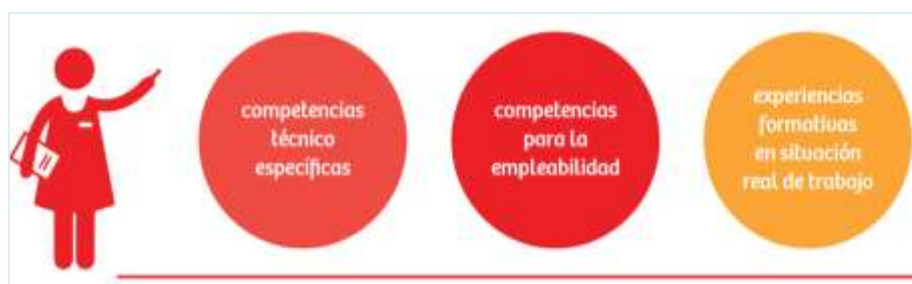 competencias
técnico
específicas
competencias
para la
empleabilidad
experiencias
formativas
en situación
real de trabajo